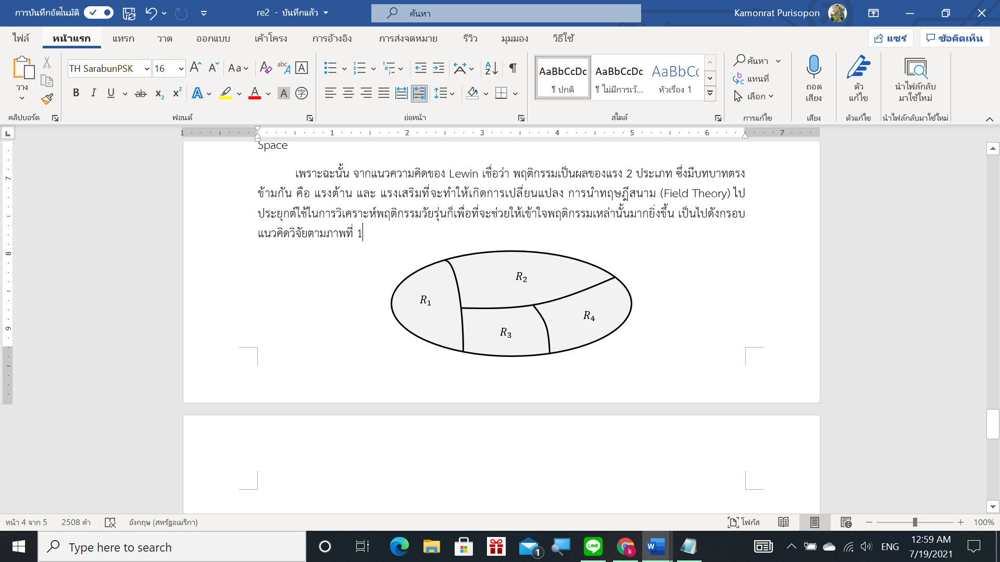 การบันทึกอัตโนมัติ
re2 - บันทึกแล้ว
ค้นหา
Kamonrat Purisopon
ไฟล์ หน้าแรก แทรก วาด ออกแบบ เค้าโครง การอ้างอิง การส่งจดหมาย รีวิว มุมมอง วิธีใช้
แชร์ ข้อคิดเห็น
วาง
TH SarabunPSK 16
AaBbCcDc AaBbCcDc AaBbCc
¶ ปกติ ¶ ไม่มีการเว้... หัวเรื่อง 1
ค้นหา
แทนที่
เลือก
ถอด
เสียง
ตัว
แก้ไข
นำไฟล์กลับ
มาใช้ใหม่
คลิปบอร์ด ฟอนต์ ย่อหน้า สไตล์ การแก้ไข เสียง ตัวแก้ไข นำไฟล์กลับมาใช้ใหม่
1 1 2 3 4 5 6 7
Space
เพราะฉะนั้น จากแนวความคิดของ Lewin เชื่อว่า พฤติกรรมเป็นผลของแรง 2 ประเภท ซึ่งมีบทบาทตรง
ข้ามกัน คือ แรงต้าน และ แรงเสริมที่จะทำให้เกิดการเปลี่ยนแปลง การนำทฤษฎีสนาม (Field Theory) ไป
ประยุกต์ใช้ในการวิเคราะห์พฤติกรรมวัยรุ่นก็เพื่อที่จะช่วยให้เข้าใจพฤติกรรมเหล่านั้นมากยิ่งขึ้น เป็นไปดังกรอบ
แนวคิดวิจัยตามภาพที่ 1
R₂
R₁
R₄
R₃
7
8
9
หน้า 4 จาก 5 2508 คำ อังกฤษ (สหรัฐอเมริกา)
โฟกัส
100%
Type here to search
1
LINE
k
ENG
12:59 AM
7/19/2021